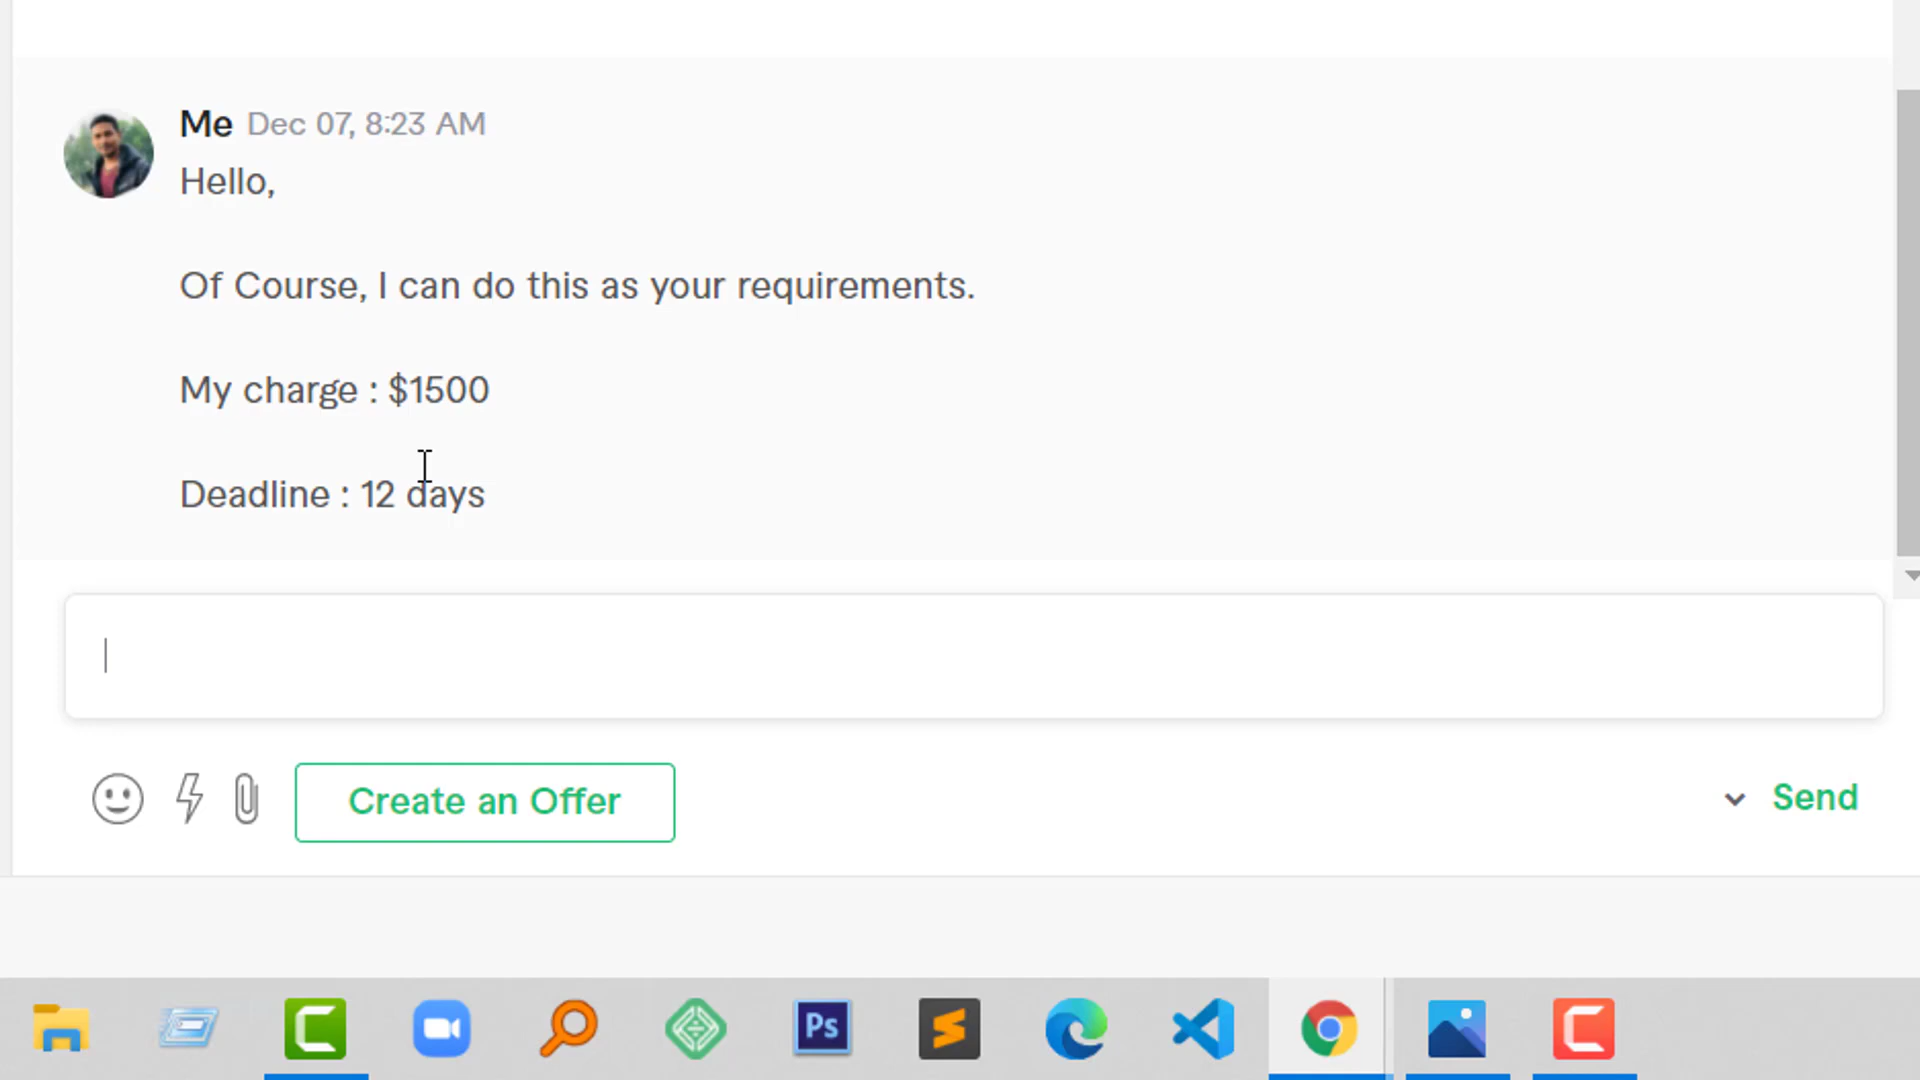 Me Dec 07, 8:23 AM
Hello,
Of Course, I can do this as your requirements.
My charge : $1500
Deadline : 12 days
Create an Offer
Send
Ps